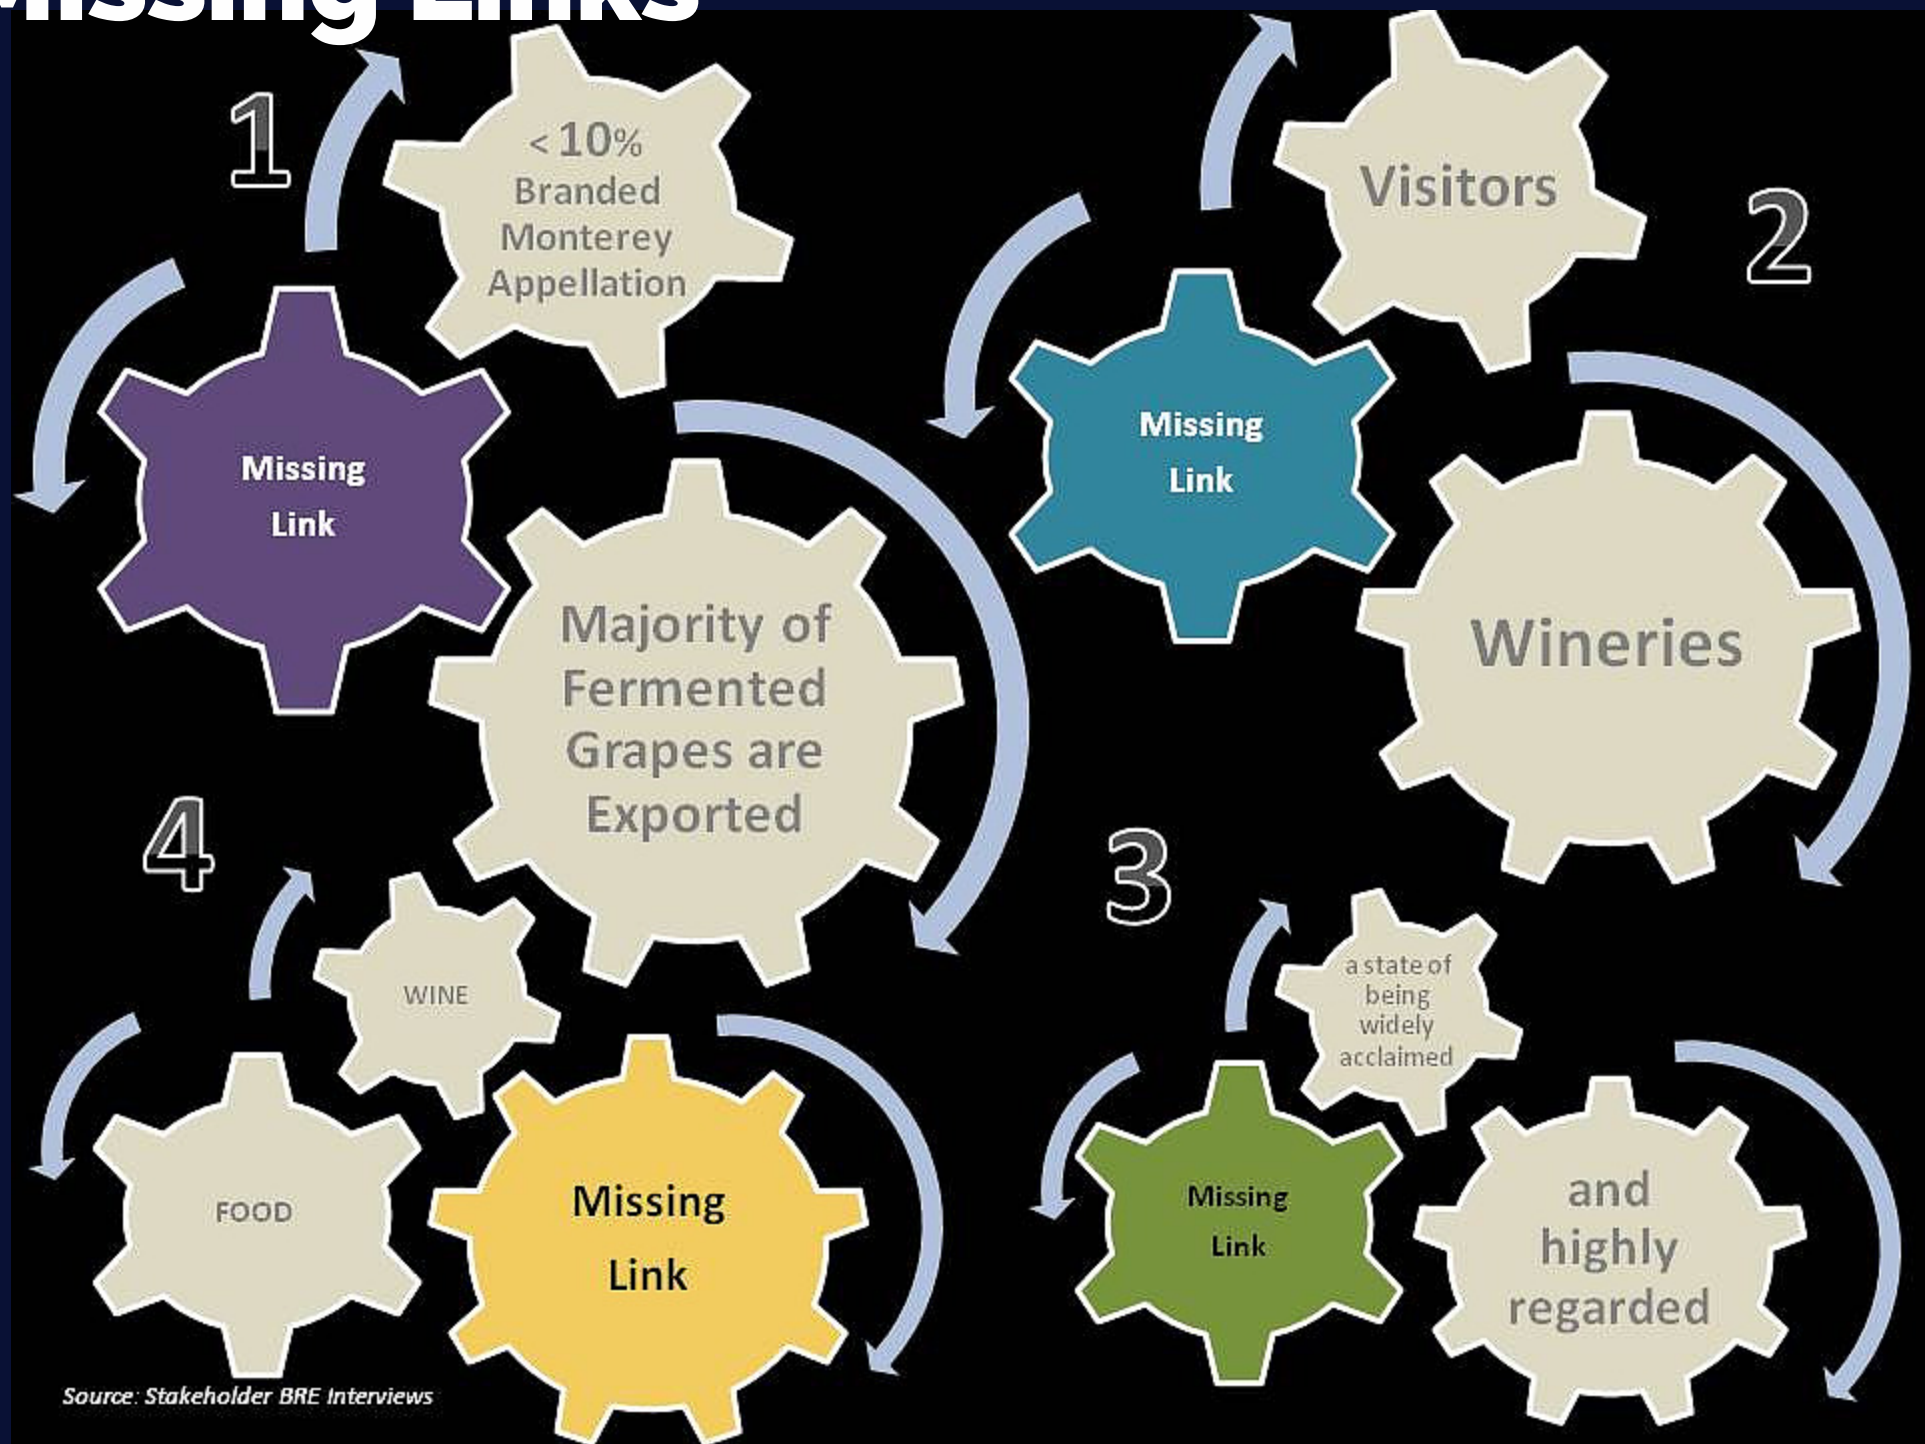 Missing Links
1
< 10%
Branded
Monterey
Appellation
Missing
Link
Majority of
Fermented
Grapes are
Exported
2
Visitors
Missing
Link
Wineries
3
a state of
being
widely
acclaimed
Missing
Link
and
highly
regarded
4
WINE
FOOD
Missing
Link
Source: Stakeholder BRE Interviews